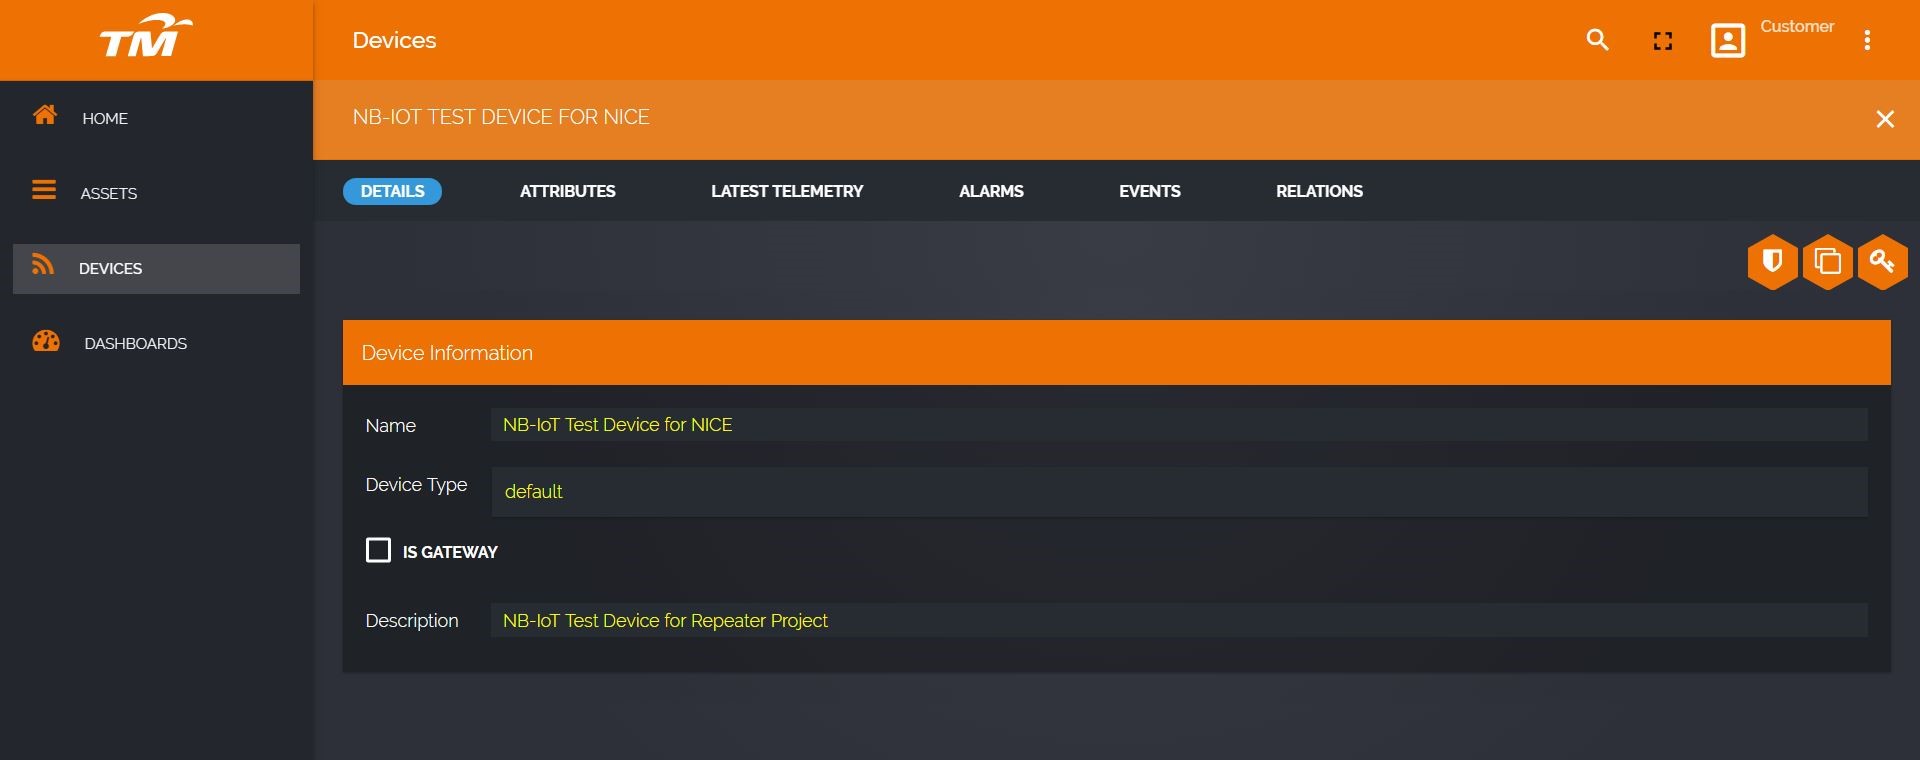 TM
Devices
Customer
NB-IOT TEST DEVICE FOR NICE
HOME
ASSETS
DEVICES
DASHBOARDS
DETAILS
ATTRIBUTES
LATEST TELEMETRY
ALARMS
EVENTS
RELATIONS
Device Information
Name
NB-IoT Test Device for NICE
Device Type
default
IS GATEWAY
Description
NB-IoT Test Device for Repeater Project